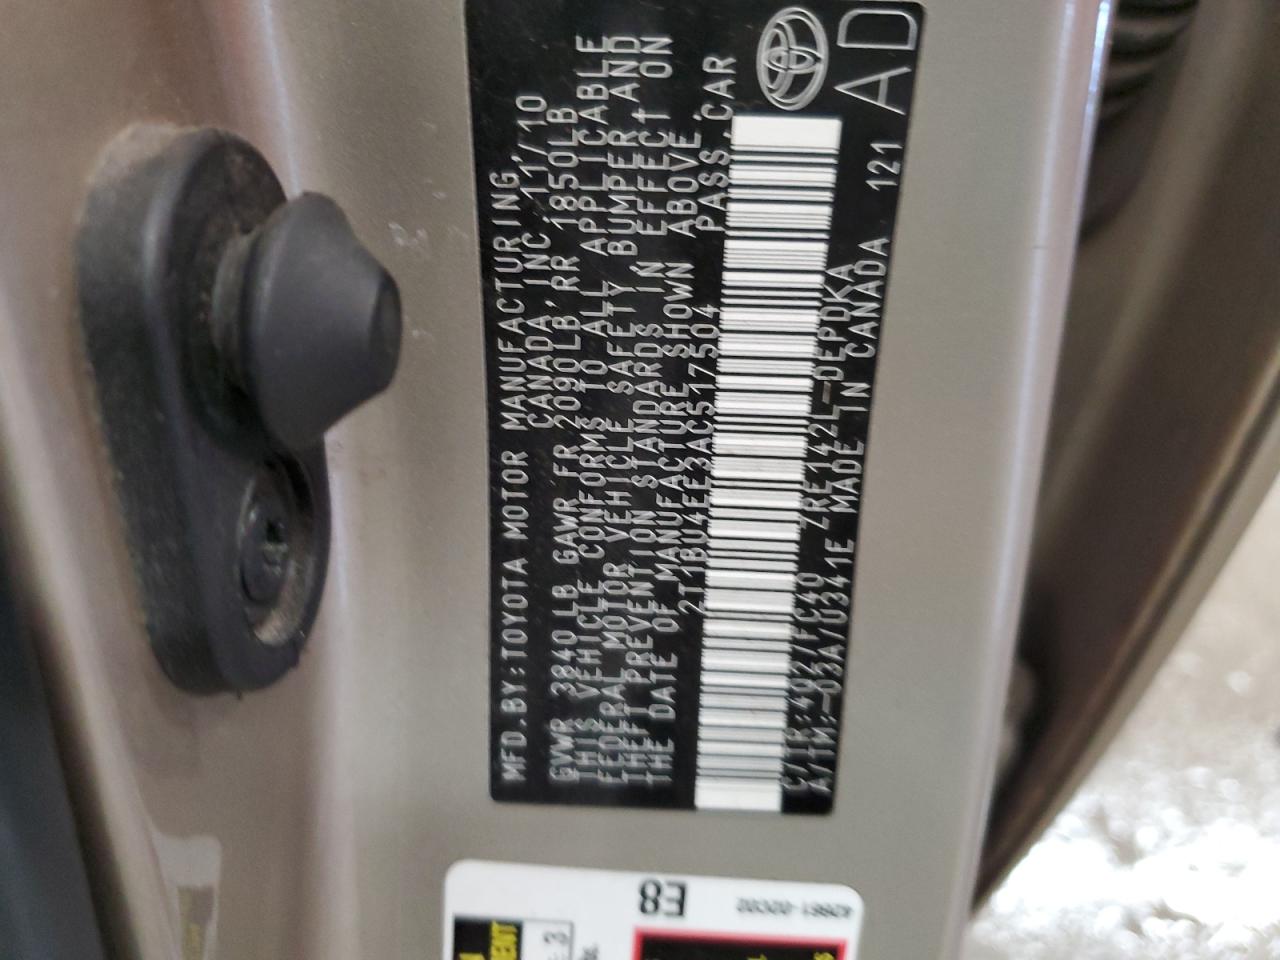 MFD.BY:TOYOTA MOTOR MANUFACTURING,
CANADA, INC. 11/10
GVWR 3840LB GAWR FR 2090LB, RR 1850LB
THIS VEHICLE CONFORMS TO ALL APPLICABLE
FEDERAL MOTOR VEHICLE SAFETY BUMPER, AND
THEFT PREVENTION STANDARDS IN EFFECT ON
THE DATE OF MANUFACTURE SHOWN ABOVE.
2T1BU4EE3AC517504 PASS.CAR
C/TR:4Q2/FC40 ZRE142L-DEPDKA
A/TM:-03A/U341E MADE IN CANADA 121
AD
E8
42661-02C02
3